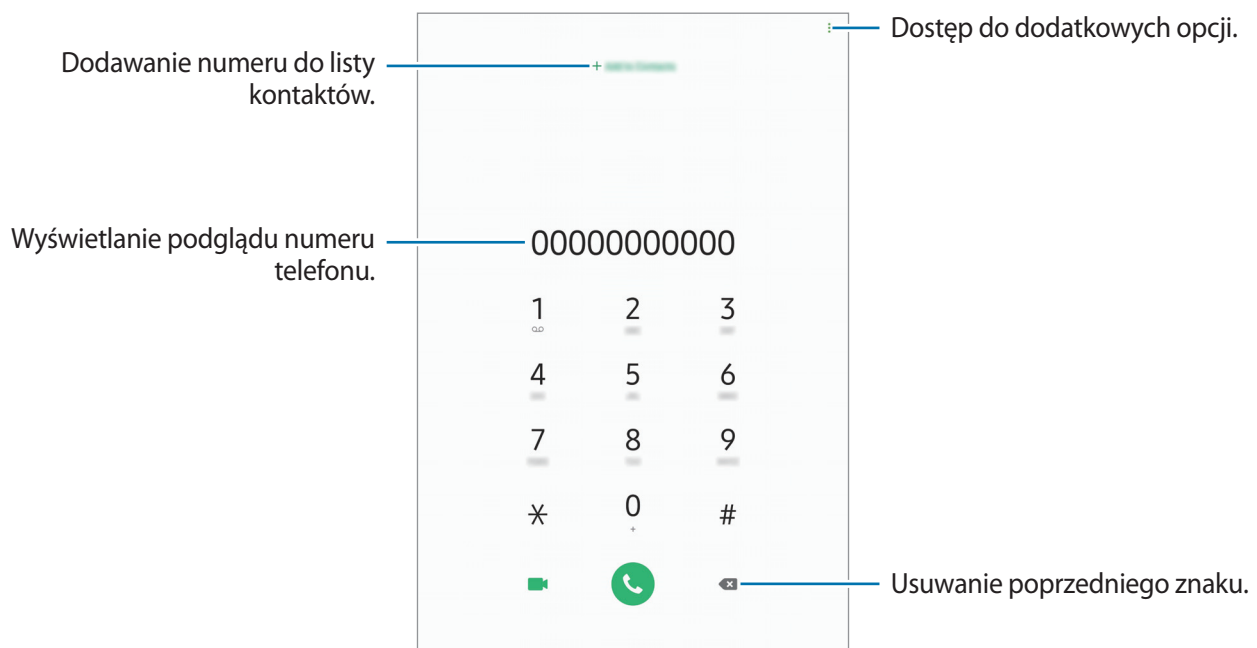 Dostęp do dodatkowych opcji.
Dodawanie numeru do listy
kontaktów.
+
Wyświetlanie podglądu numeru
telefonu.
00000000000
1 2 3
4 5 6
7 8 9
* 0 #
+
Usuwanie poprzedniego znaku.